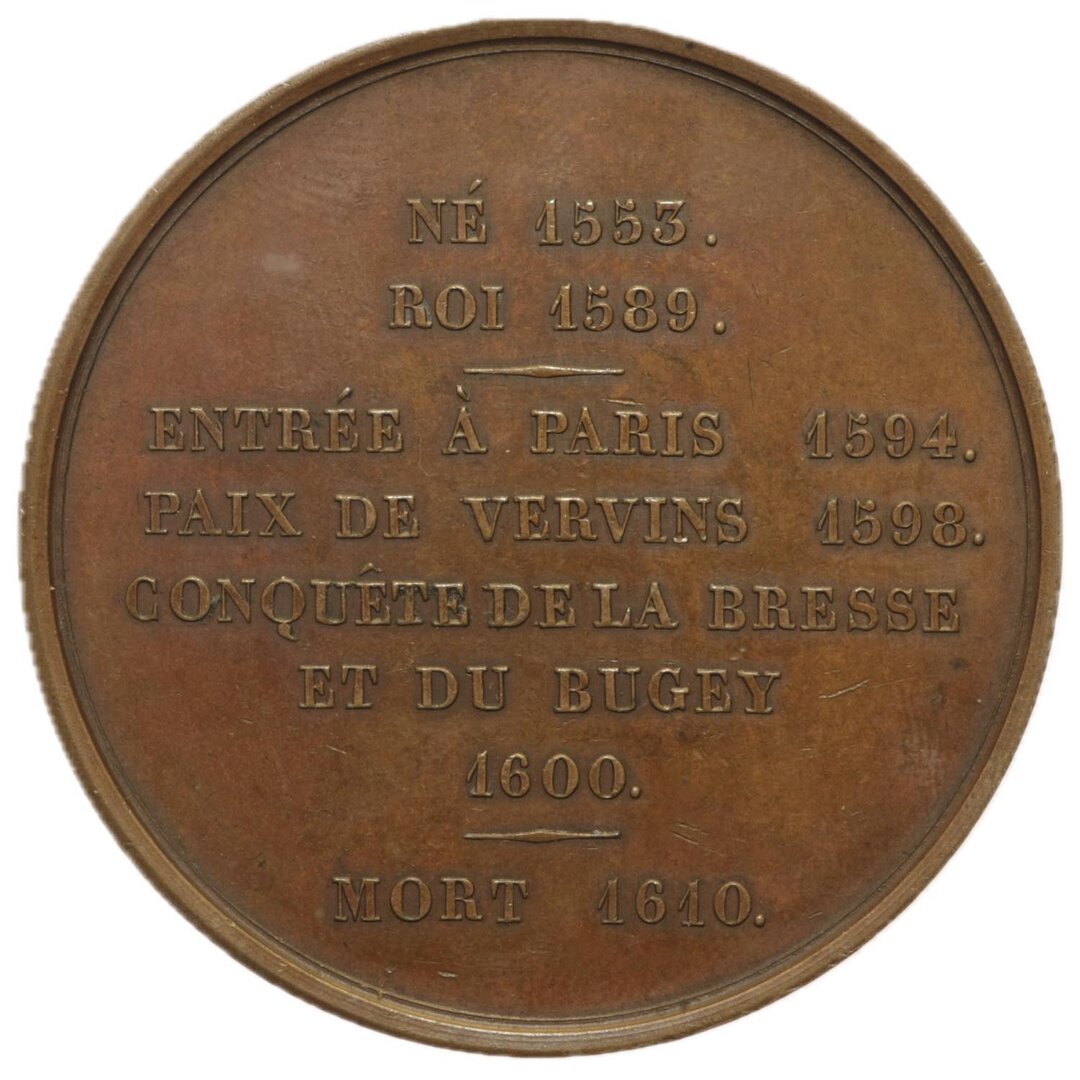 NÉ 1553.
ROI 1589.
ENTRÉE À PARIS 1594.
PAIX DE VERVINS 1598.
CONQUÊTE DE LA BRESSE
ET DU BUGEY
1600.
MORT 1610.